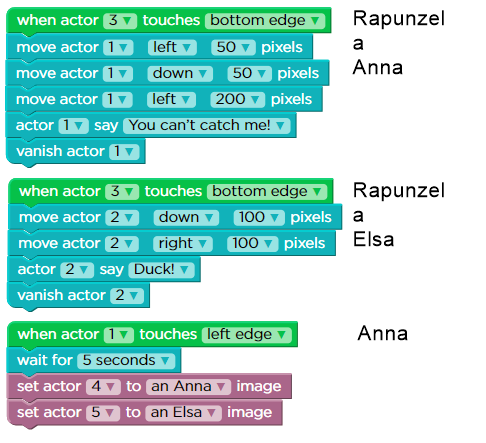 when actor 3 touches bottom edge
Rapunzel
a
Anna
move actor 1 left 50 pixels
move actor 1 down 50 pixels
move actor 1 left 200 pixels
actor 1 say You can't catch me!
vanish actor 1
when actor 3 touches bottom edge
Rapunzel
a
Elsa
move actor 2 down 100 pixels
move actor 2 right 100 pixels
actor 2 say Duck!
vanish actor 2
when actor 1 touches left edge
Anna
wait for 5 seconds
set actor 4 to an Anna image
set actor 5 to an Elsa image